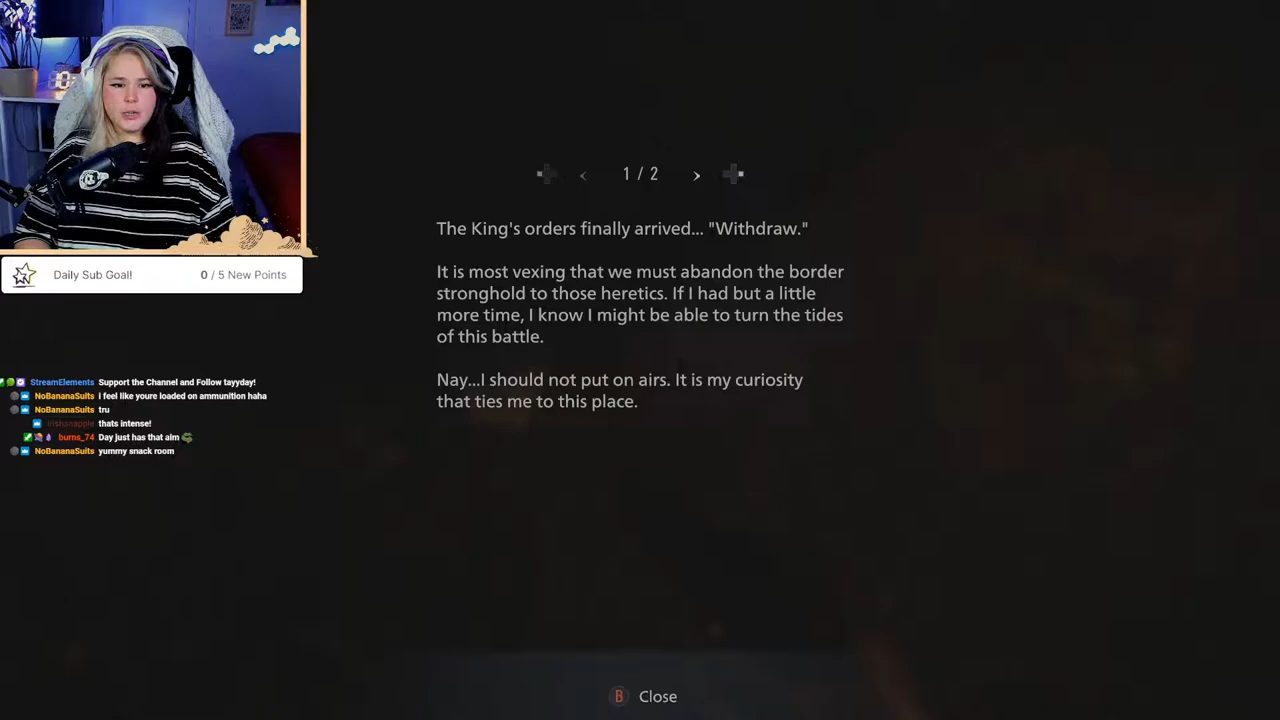 1 / 2
The King's orders finally arrived... "Withdraw."
It is most vexing that we must abandon the border
stronghold to those heretics. If I had but a little
more time, I know I might be able to turn the tides
of this battle.
Nay...I should not put on airs. It is my curiosity
that ties me to this place.
Daily Sub Goal! 0 / 5 New Points
StreamElements Support the Channel and Follow tayyday!
NoBananaSuits i feel like youre loaded on ammunition haha
NoBananaSuits tru
thats intense!
burns_74 Day just has that aim
NoBananaSuits yummy snack room
B Close